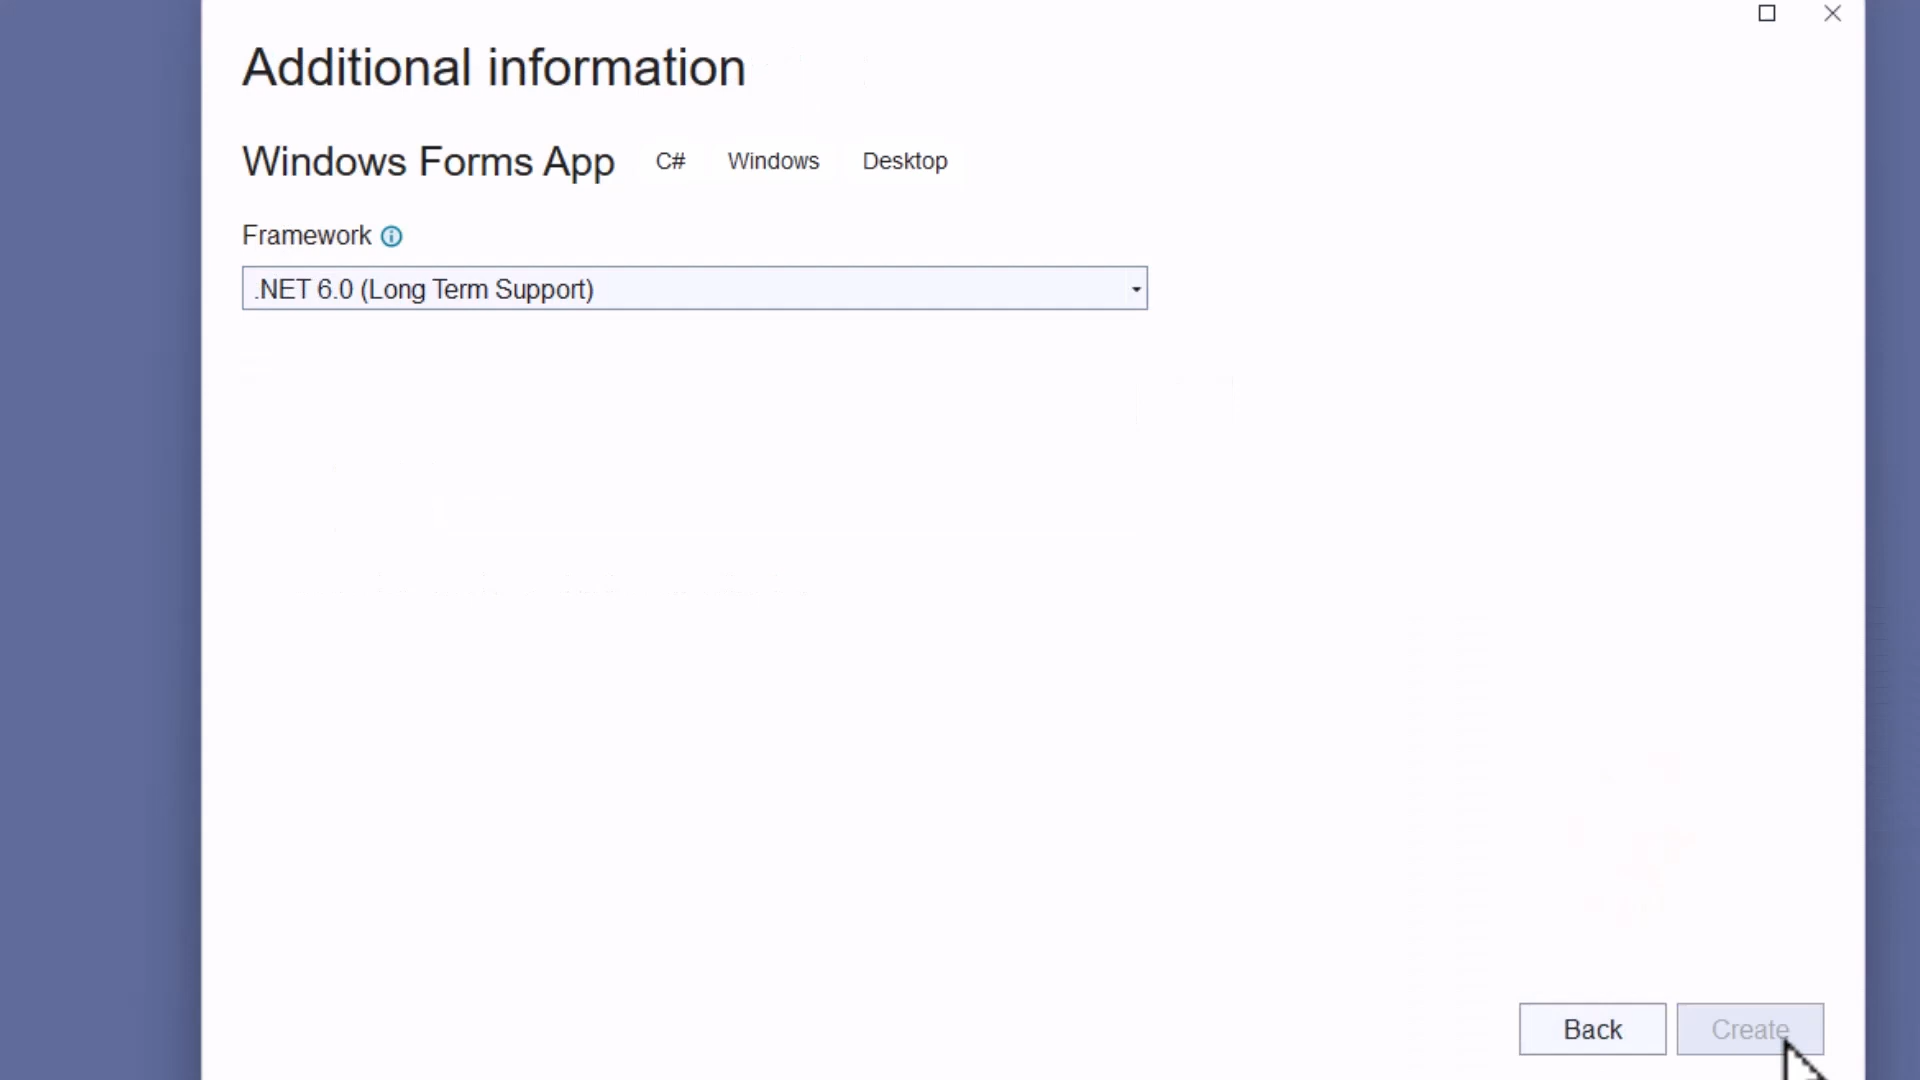 Additional information
Windows Forms App C# Windows Desktop
Framework
.NET 6.0 (Long Term Support)
Back Create